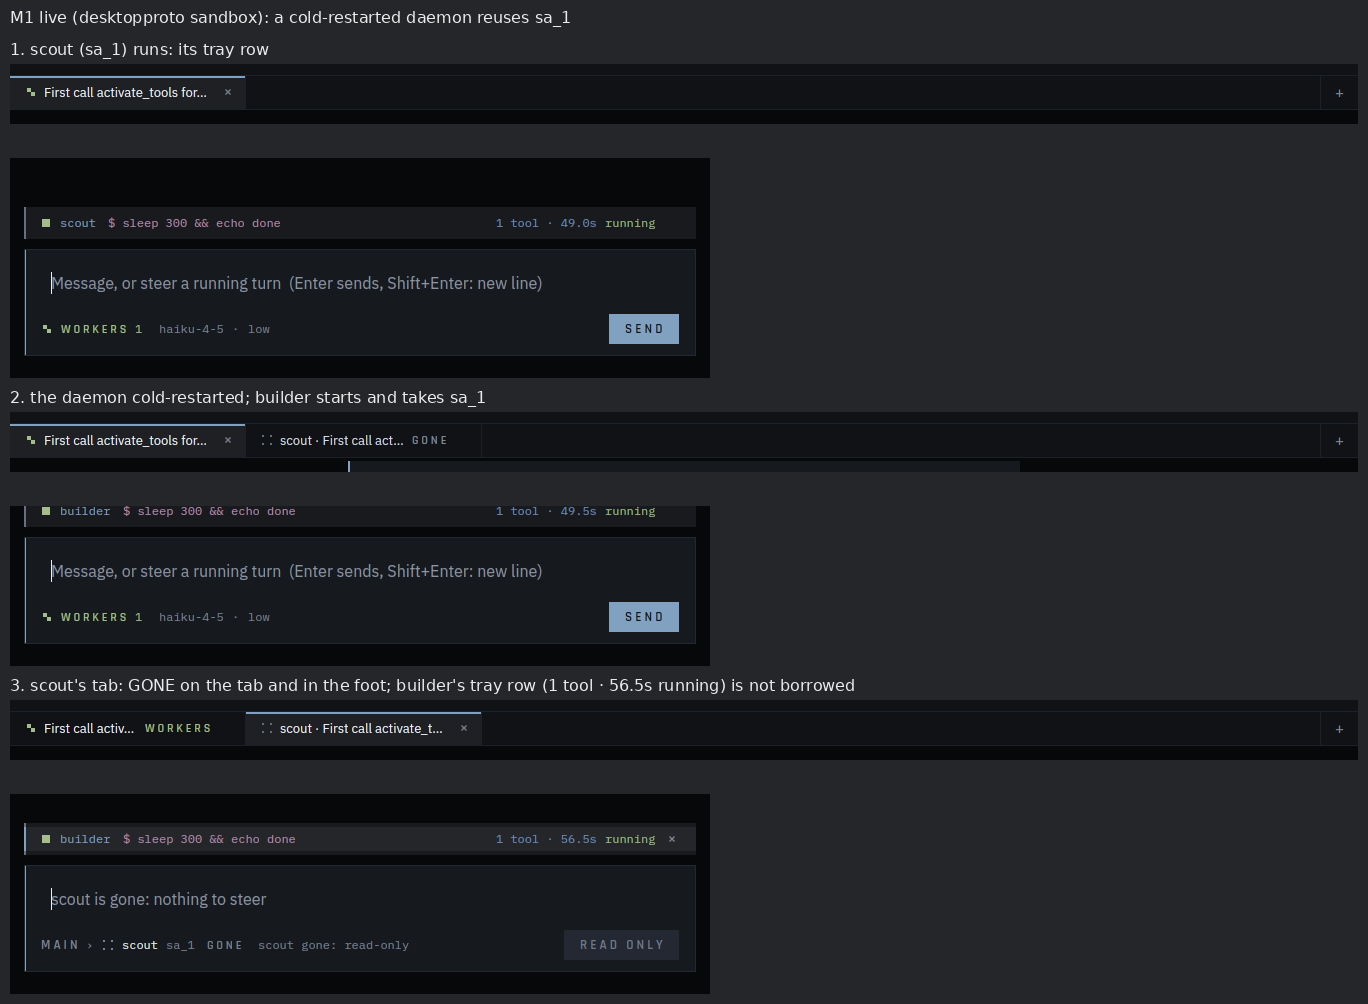 M1 live (desktopproto sandbox): a cold-restarted daemon reuses sa_1
1. scout (sa_1) runs: its tray row
First call activate_tools for... ×
+
scout $ sleep 300 && echo done 1 tool · 49.0s running
Message, or steer a running turn (Enter sends, Shift+Enter: new line)
WORKERS 1 haiku-4-5 · low SEND
2. the daemon cold-restarted; builder starts and takes sa_1
First call activate_tools for... × scout · First call act... GONE +
builder $ sleep 300 && echo done 1 tool · 49.5s running
Message, or steer a running turn (Enter sends, Shift+Enter: new line)
WORKERS 1 haiku-4-5 · low SEND
3. scout's tab: GONE on the tab and in the foot; builder's tray row (1 tool · 56.5s running) is not borrowed
First call activ... WORKERS scout · First call activate_t... × +
builder $ sleep 300 && echo done 1 tool · 56.5s running ×
scout is gone: nothing to steer
MAIN › scout sa_1 GONE scout gone: read-only READ ONLY